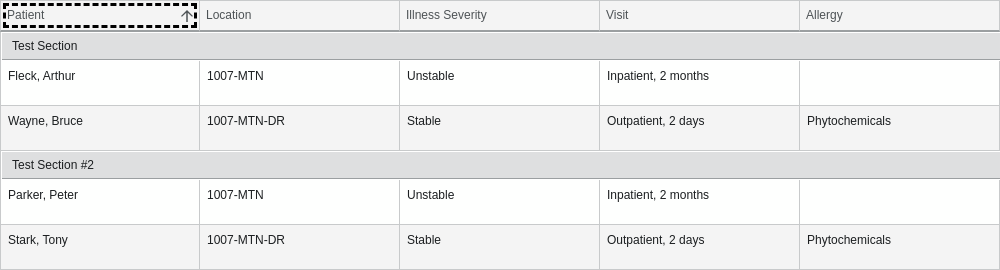 Patient Location Illness Severity Visit Allergy
Test Section
Fleck, Arthur 1007-MTN Unstable Inpatient, 2 months
Wayne, Bruce 1007-MTN-DR Stable Outpatient, 2 days Phytochemicals
Test Section #2
Parker, Peter 1007-MTN Unstable Inpatient, 2 months
Stark, Tony 1007-MTN-DR Stable Outpatient, 2 days Phytochemicals